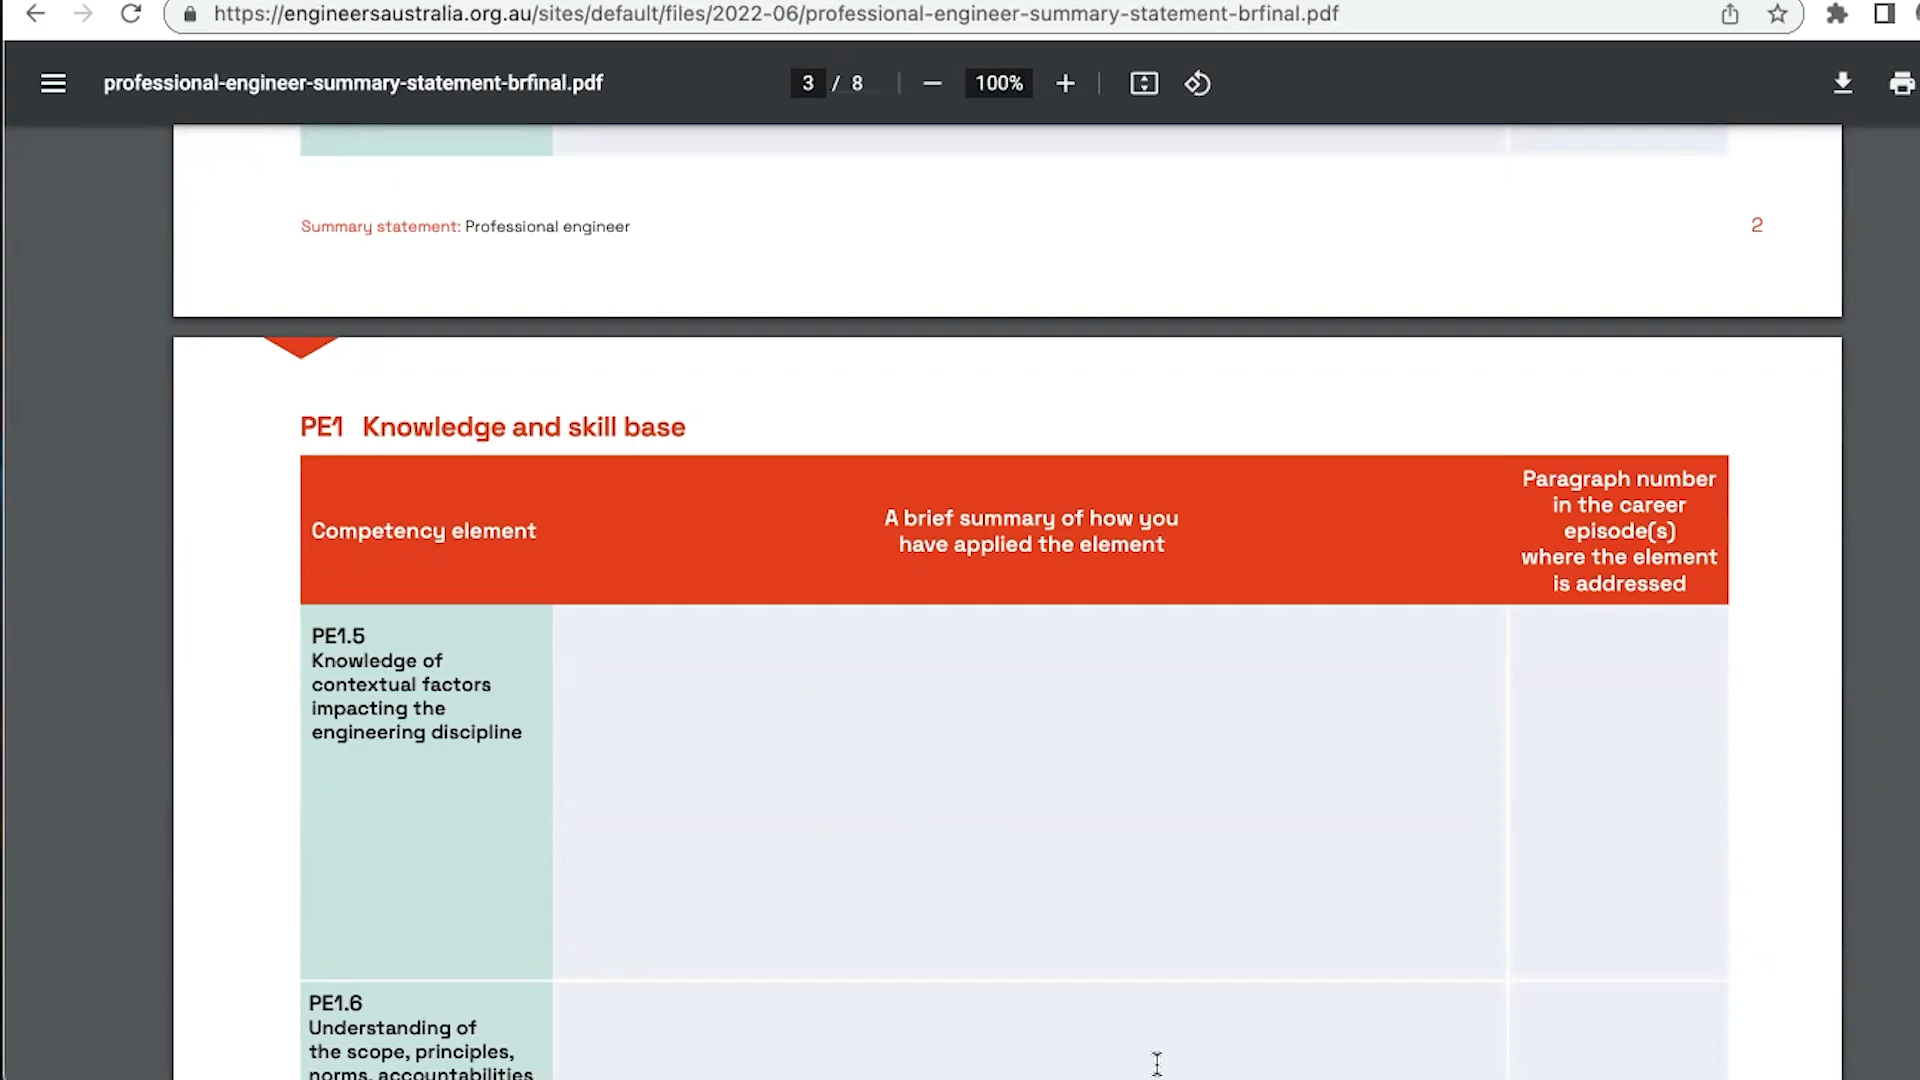 https://engineersaustralia.org.au/sites/default/files/2022-06/professional-engineer-summary-statement-brfinal.pdf
professional-engineer-summary-statement-brfinal.pdf
3 / 8
100%
Summary statement: Professional engineer
2
PE1 Knowledge and skill base
Competency element
A brief summary of how you
have applied the element
Paragraph number
in the career
episode(s)
where the element
is addressed
PE1.5
Knowledge of
contextual factors
impacting the
engineering discipline
PE1.6
Understanding of
the scope, principles,
norms, accountabilities